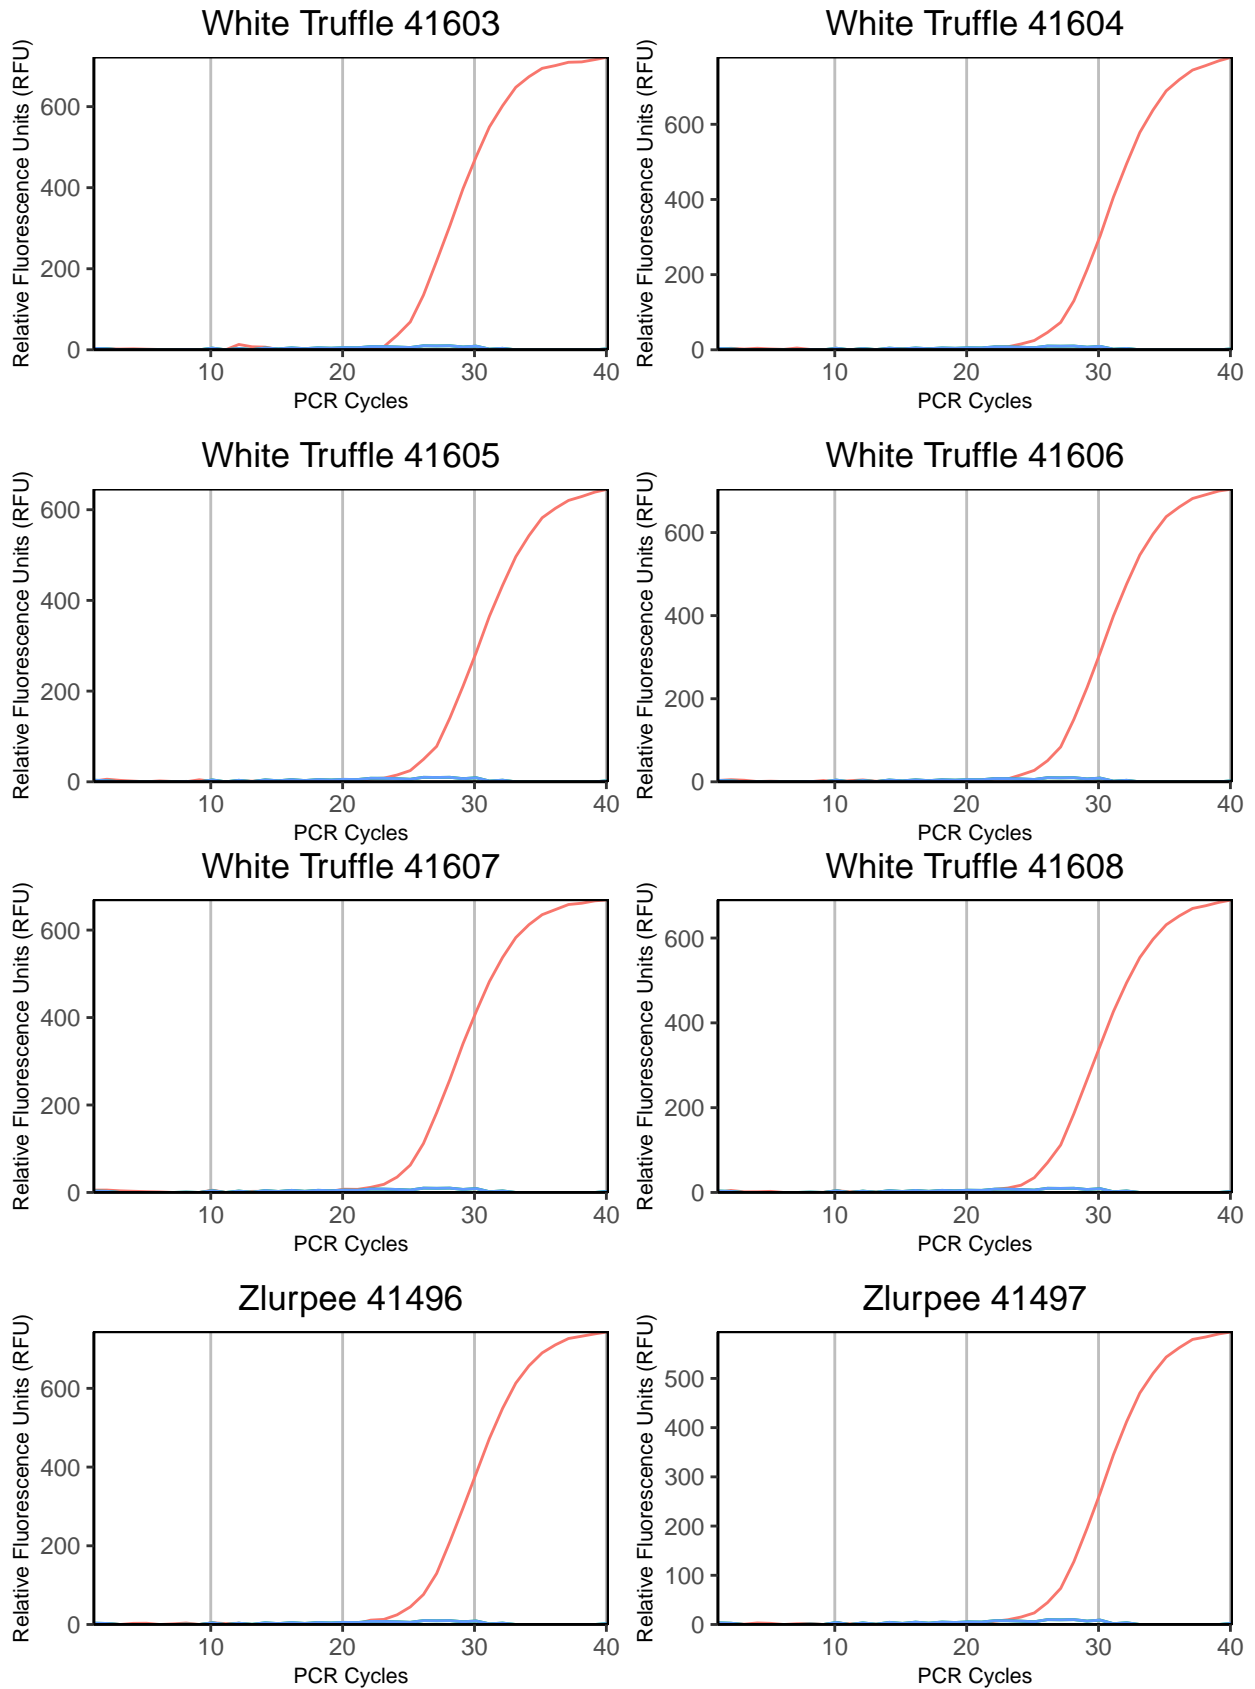 White Truffle 41603
Relative Fluorescence Units (RFU)
600
400
200
0
10 20 30 40
PCR Cycles
White Truffle 41604
Relative Fluorescence Units (RFU)
600
400
200
0
10 20 30 40
PCR Cycles
White Truffle 41605
Relative Fluorescence Units (RFU)
600
400
200
0
10 20 30 40
PCR Cycles
White Truffle 41606
Relative Fluorescence Units (RFU)
600
400
200
0
10 20 30 40
PCR Cycles
White Truffle 41607
Relative Fluorescence Units (RFU)
600
400
200
0
10 20 30 40
PCR Cycles
White Truffle 41608
Relative Fluorescence Units (RFU)
600
400
200
0
10 20 30 40
PCR Cycles
Zlurpee 41496
Relative Fluorescence Units (RFU)
600
400
200
0
10 20 30 40
PCR Cycles
Zlurpee 41497
Relative Fluorescence Units (RFU)
500
400
300
200
100
0
10 20 30 40
PCR Cycles